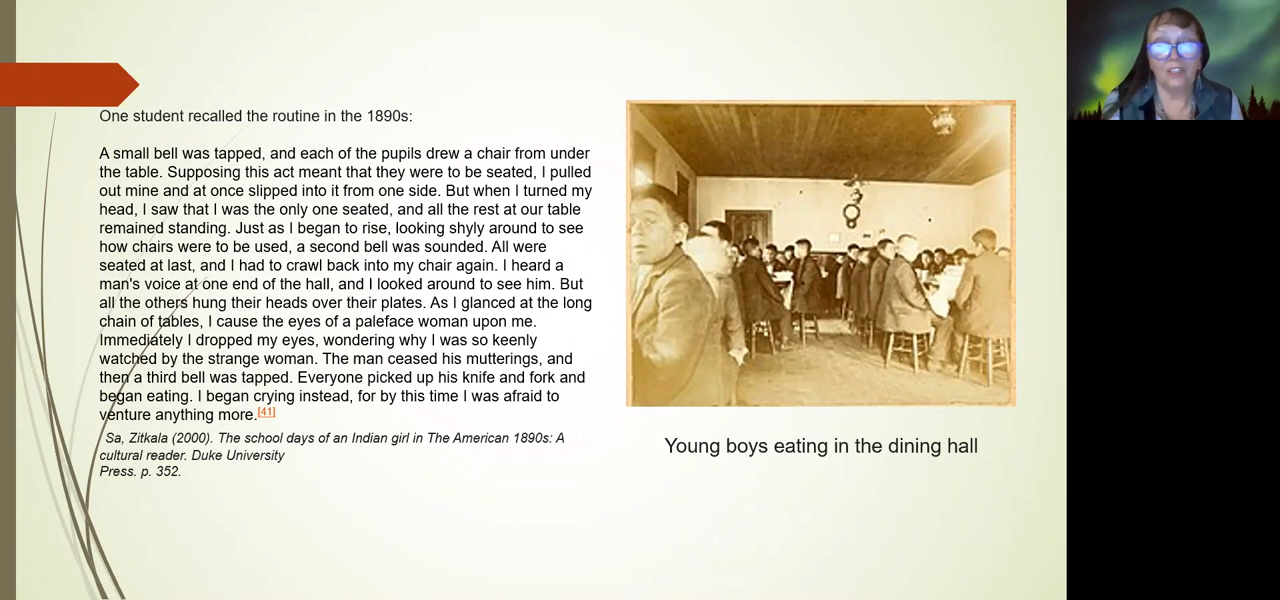 One student recalled the routine in the 1890s:
A small bell was tapped, and each of the pupils drew a chair from under
the table. Supposing this act meant that they were to be seated, I pulled
out mine and at once slipped into it from one side. But when I turned my
head, I saw that I was the only one seated, and all the rest at our table
remained standing. Just as I began to rise, looking shyly around to see
how chairs were to be used, a second bell was sounded. All were
seated at last, and I had to crawl back into my chair again. I heard a
man's voice at one end of the hall, and I looked around to see him. But
all the others hung their heads over their plates. As I glanced at the long
chain of tables, I cause the eyes of a paleface woman upon me.
Immediately I dropped my eyes, wondering why I was so keenly
watched by the strange woman. The man ceased his mutterings, and
then a third bell was tapped. Everyone picked up his knife and fork and
began eating. I began crying instead, for by this time I was afraid to
venture anything more.[41]
Sa, Zitkala (2000). The school days of an Indian girl in The American 1890s: A
cultural reader. Duke University
Press. p. 352.
Young boys eating in the dining hall